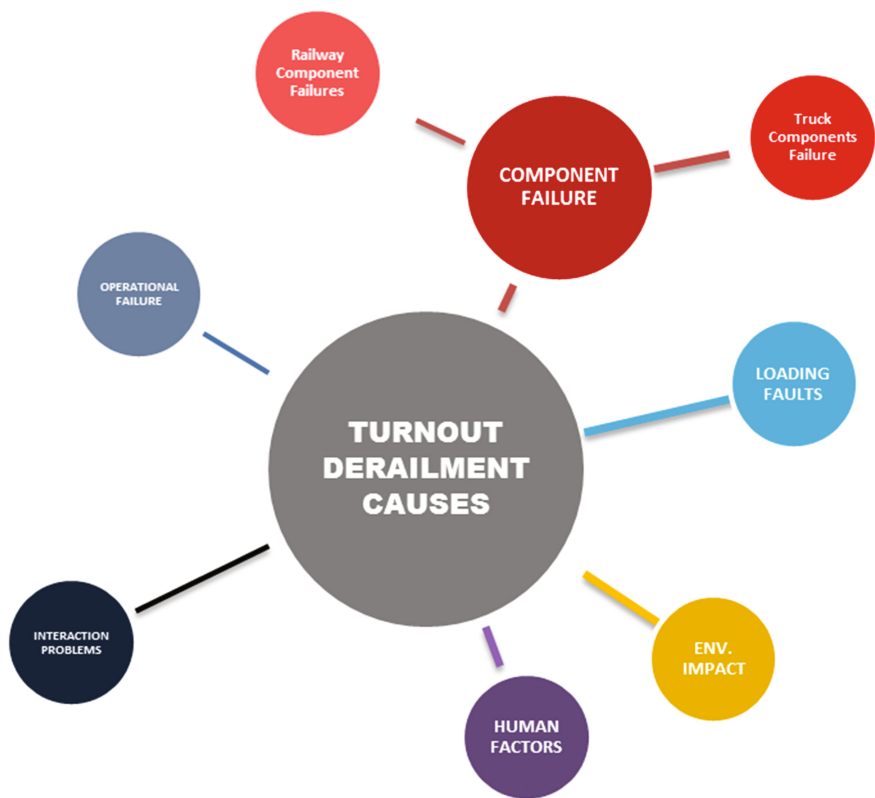 Railway
Component
Failures
Truck
Components
Failure
COMPONENT
FAILURE
OPERATIONAL
FAILURE
LOADING
FAULTS
TURNOUT
DERAILMENT
CAUSES
INTERACTION
PROBLEMS
ENV.
IMPACT
HUMAN
FACTORS